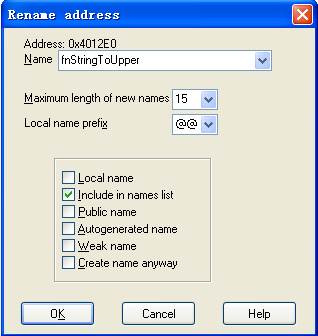 Rename address
Address: 0x4012E0
Name fnStringToUpper
Maximum length of new names 15
Local name prefix @@
Local name
Include in names list
Public name
Autogenerated name
Weak name
Create name anyway
OK Cancel Help